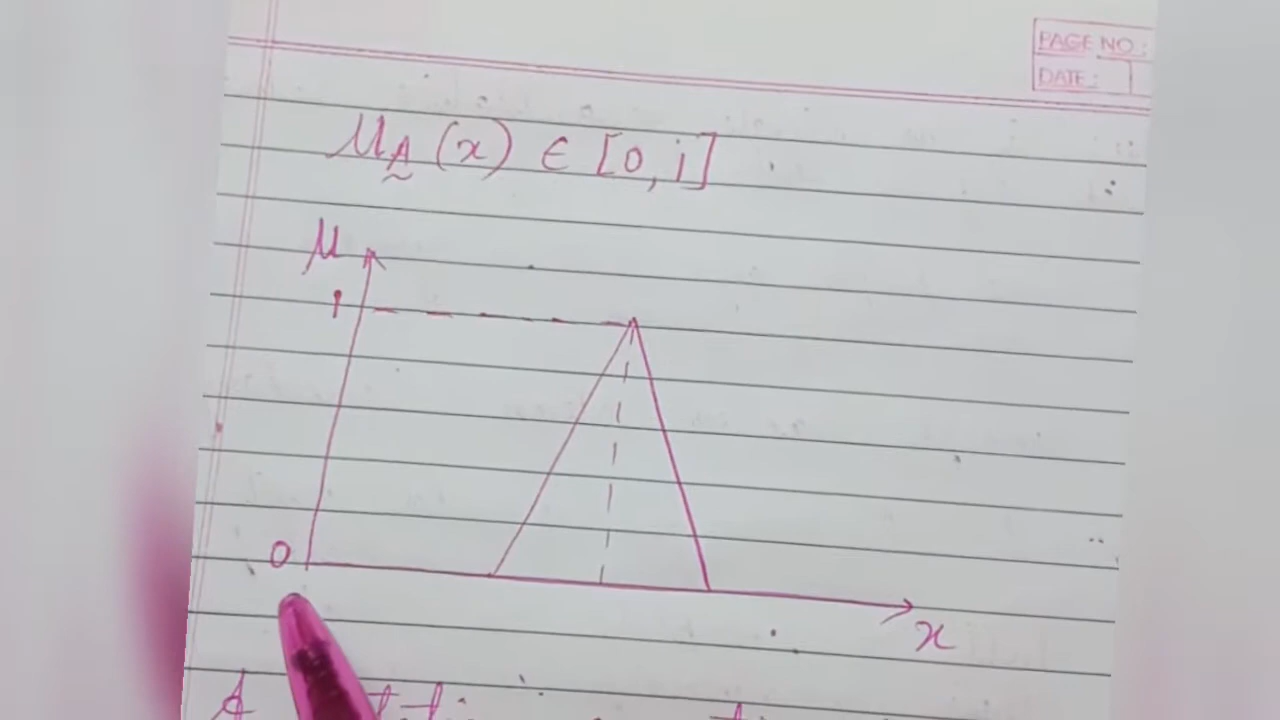 PAGE NO.:
DATE:
μA̰(x) ∈ [0,1]
μ
1
0
x
A